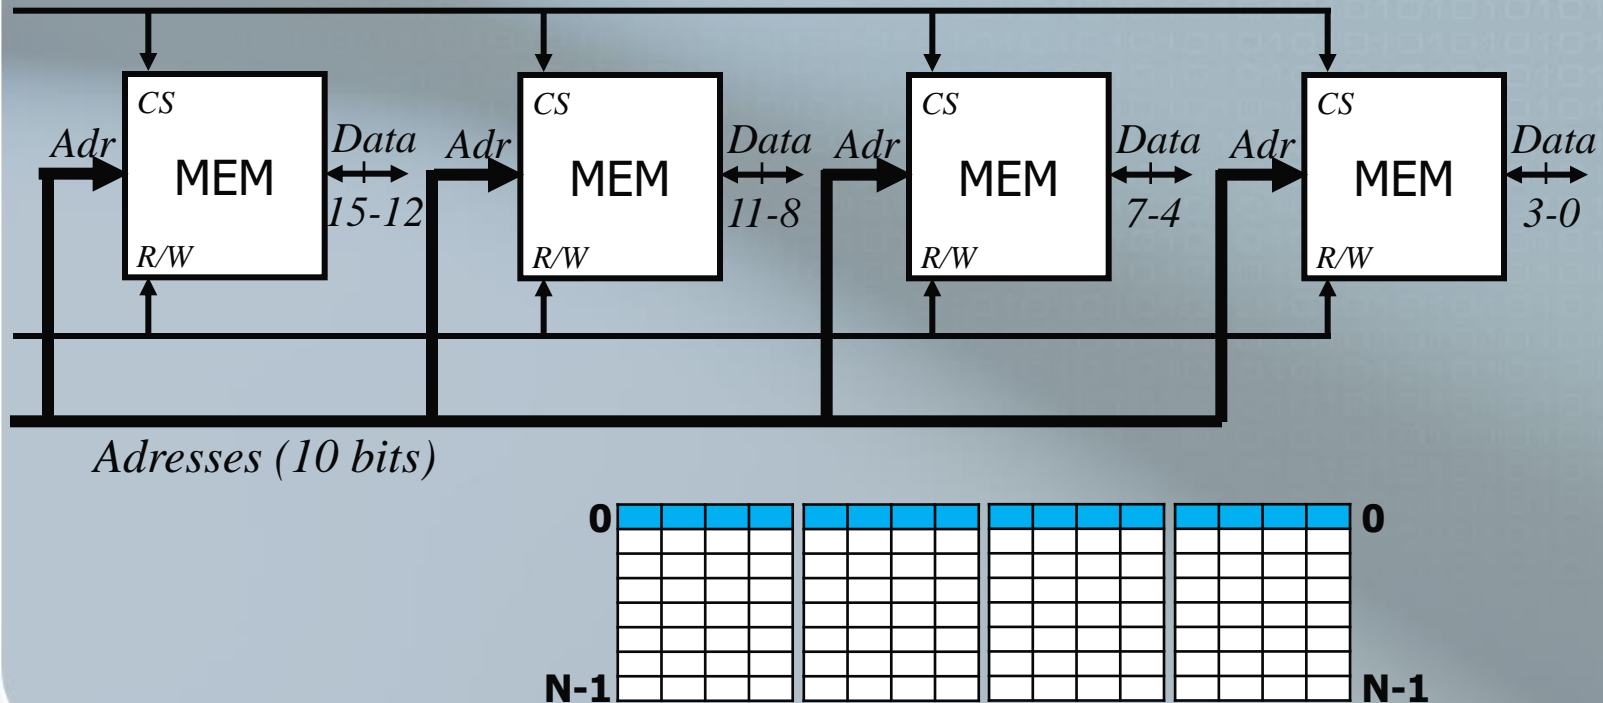 CS
CS
CS
CS
Adr
Data
Adr
Data
Adr
Data
Adr
Data
MEM
MEM
MEM
MEM
15-12
11-8
7-4
3-0
R/W
R/W
R/W
R/W
Adresses (10 bits)
0
0
N-1
N-1